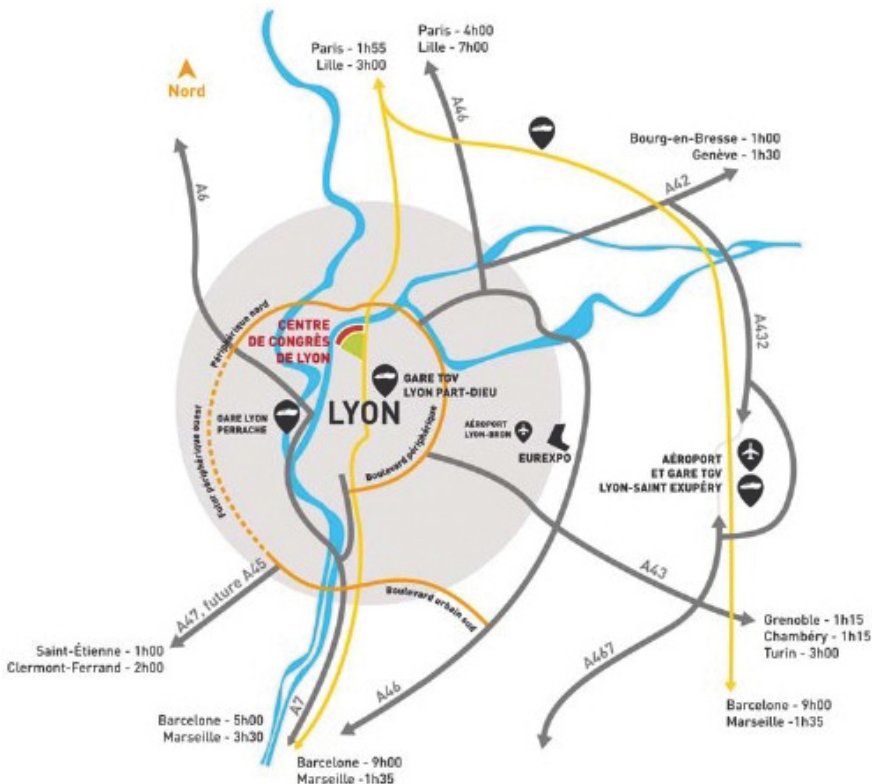 Paris - 1h55
Lille - 3h00
Paris - 4h00
Lille - 7h00
Nord
A46
Bourg-en-Bresse - 1h00
Genève - 1h30
A6
A42
Périphérique nord
CENTRE
DE CONGRÈS
DE LYON
A432
GARE TGV
LYON PART-DIEU
LYON
GARE LYON
PERRACHE
AÉROPORT
LYON-BRON
EUREXPO
Boulevard périphérique
AÉROPORT
ET GARE TGV
LYON-SAINT EXUPÉRY
Futur périphérique ouest
A47, future A45
A43
Boulevard urbain sud
Saint-Étienne - 1h00
Clermont-Ferrand - 2h00
Grenoble - 1h15
Chambéry - 1h15
Turin - 3h00
A467
A7
A46
Barcelone - 5h00
Marseille - 3h30
Barcelone - 9h00
Marseille -1h35
Barcelone - 9h00
Marseille -1h35